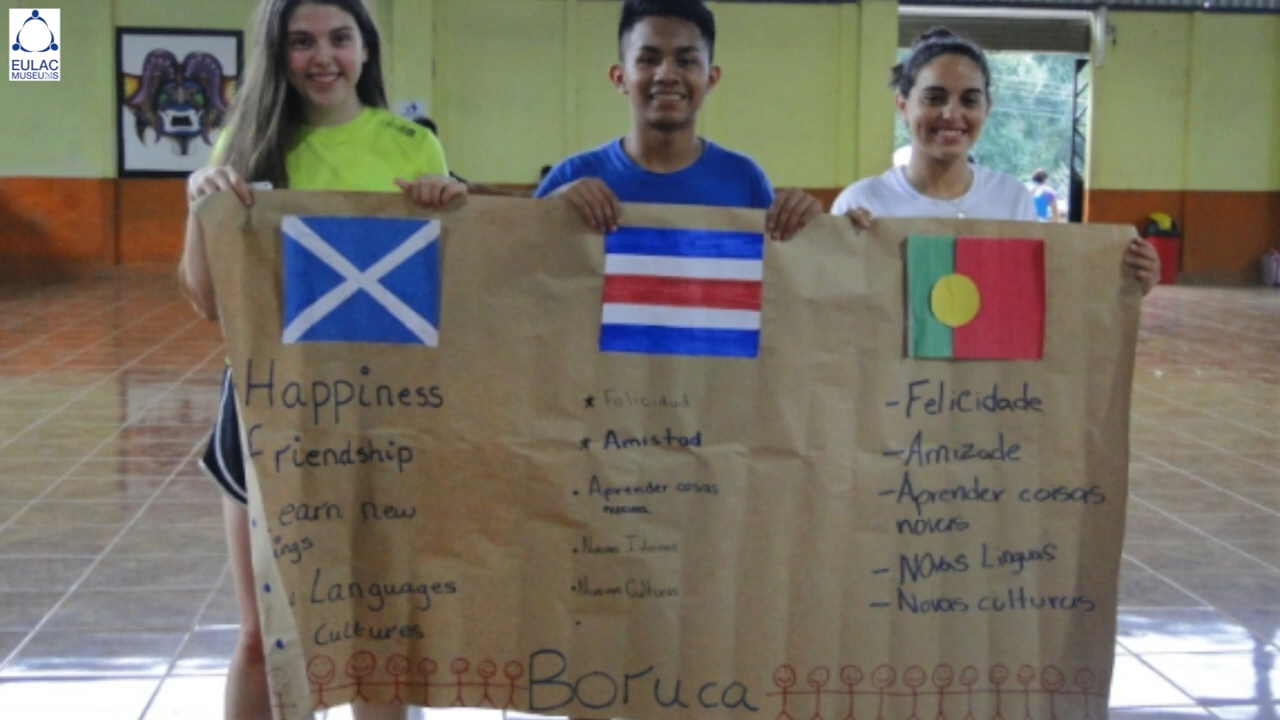 EULAC
MUSEUMS
Happiness
Friendship
earn new
ings
Languages
Cultures
Felicidad
Amistad
Aprender cosas
nuevas
Nuevos Idiomas
Nuevas Culturas
-Felicidade
-Amizade
-Aprender coisas
novas
- Novas Linguas
- Novas culturas
Boruca